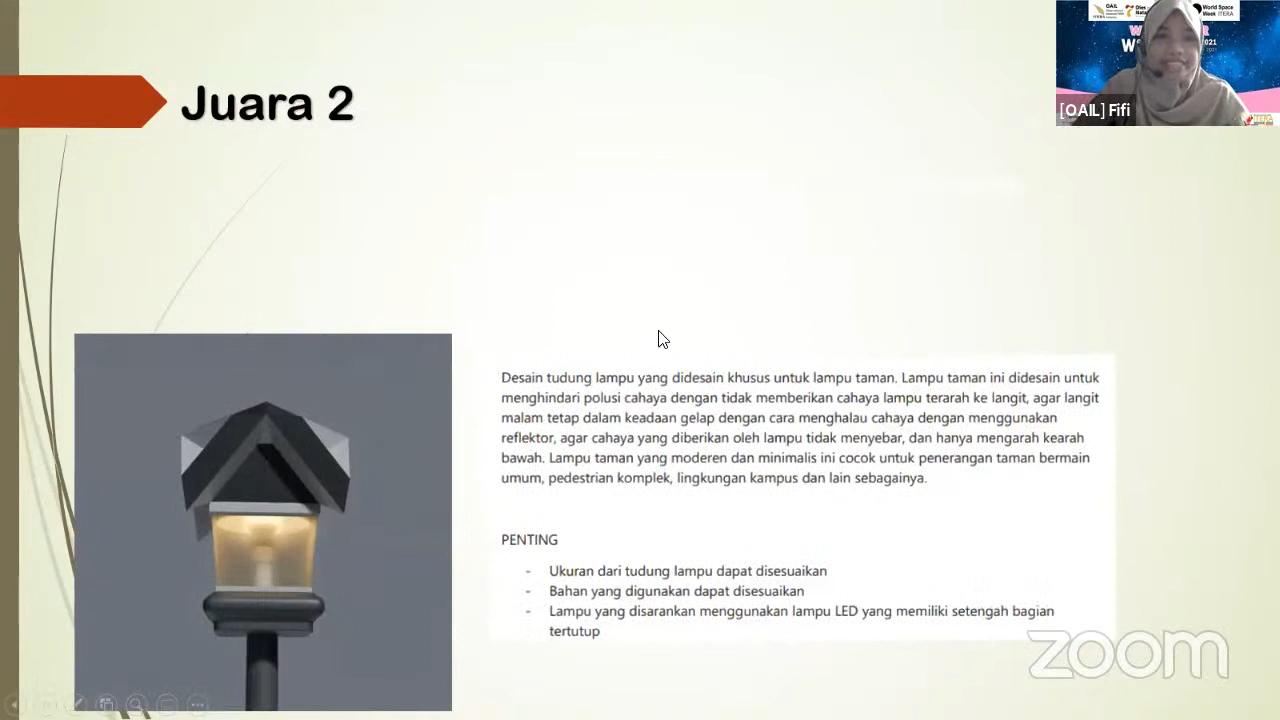 Juara 2
OAIL
World Space
Week ITERA
2021
[OAIL] Fifi
Desain tudung lampu yang didesain khusus untuk lampu taman. Lampu taman ini didesain untuk
menghindari polusi cahaya dengan tidak memberikan cahaya lampu terarah ke langit, agar langit
malam tetap dalam keadaan gelap dengan cara menghalau cahaya dengan menggunakan
reflektor, agar cahaya yang diberikan oleh lampu tidak menyebar, dan hanya mengarah kearah
bawah. Lampu taman yang moderen dan minimalis ini cocok untuk penerangan taman bermain
umum, pedestrian komplek, lingkungan kampus dan lain sebagainya.
PENTING
- Ukuran dari tudung lampu dapat disesuaikan
- Bahan yang digunakan dapat disesuaikan
- Lampu yang disarankan menggunakan lampu LED yang memiliki setengah bagian
tertutup
zoom